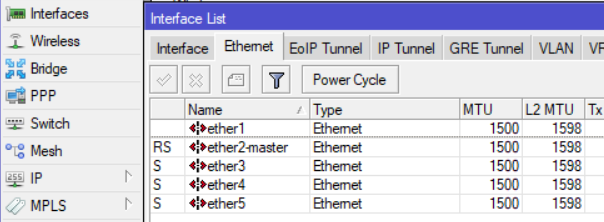 Interfaces
Wireless
Bridge
PPP
Switch
Mesh
IP
MPLS
Interface List
Interface Ethernet EoIP Tunnel IP Tunnel GRE Tunnel VLAN
Power Cycle
Name Type MTU L2 MTU Tx
ether1 Ethernet 1500 1598
RS ether2-master Ethernet 1500 1598
S ether3 Ethernet 1500 1598
S ether4 Ethernet 1500 1598
S ether5 Ethernet 1500 1598